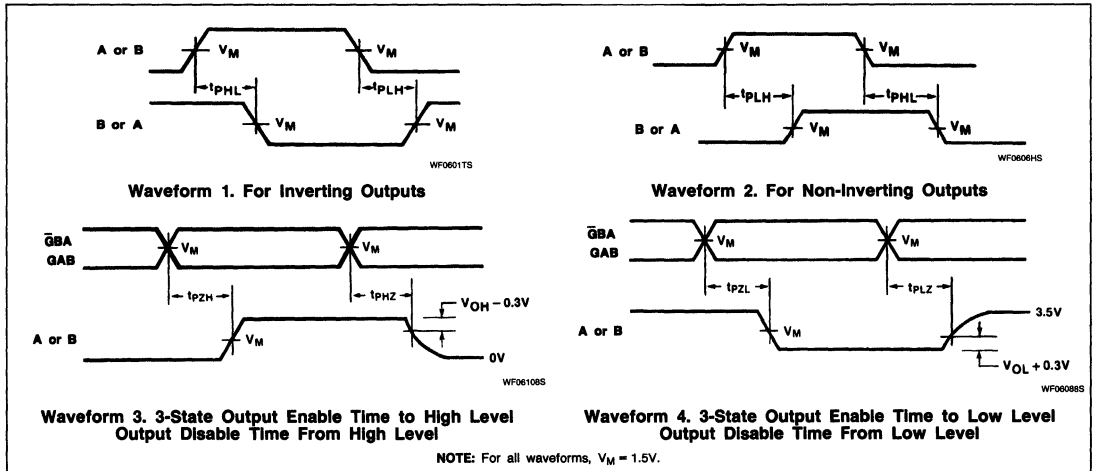 A or B
V_M
V_M
t_PHL
t_PLH
B or A
V_M
V_M
WF0601TS
Waveform 1. For Inverting Outputs
A or B
V_M
V_M
t_PLH
t_PHL
B or A
V_M
V_M
WF0606HS
Waveform 2. For Non-Inverting Outputs
G̅BA
GAB
V_M
V_M
t_PZH
t_PHZ
V_OH − 0.3V
A or B
V_M
0V
WF06108S
Waveform 3. 3-State Output Enable Time to High Level
Output Disable Time From High Level
G̅BA
GAB
V_M
V_M
t_PZL
t_PLZ
3.5V
A or B
V_M
V_OL + 0.3V
WF06088S
Waveform 4. 3-State Output Enable Time to Low Level
Output Disable Time From Low Level
NOTE: For all waveforms, V_M = 1.5V.